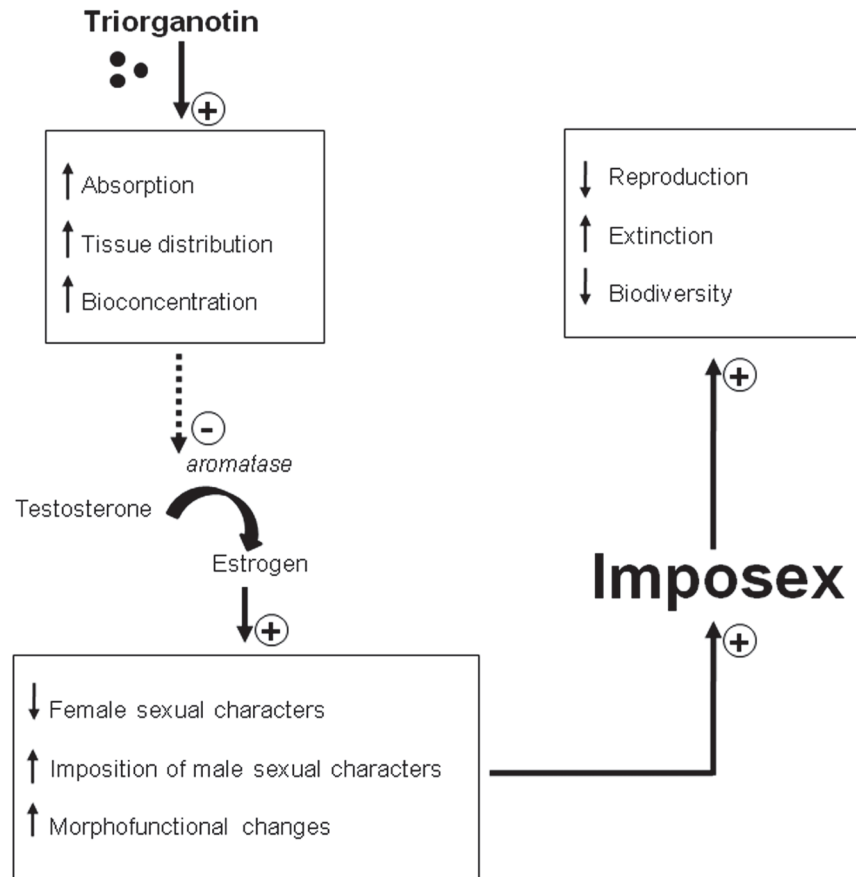 Triorganotin
+
↑ Absorption
↑ Tissue distribution
↑ Bioconcentration
-
aromatase
Testosterone
Estrogen
+
↓ Female sexual characters
↑ Imposition of male sexual characters
↑ Morphofunctional changes
+
Imposex
+
↓ Reproduction
↑ Extinction
↓ Biodiversity